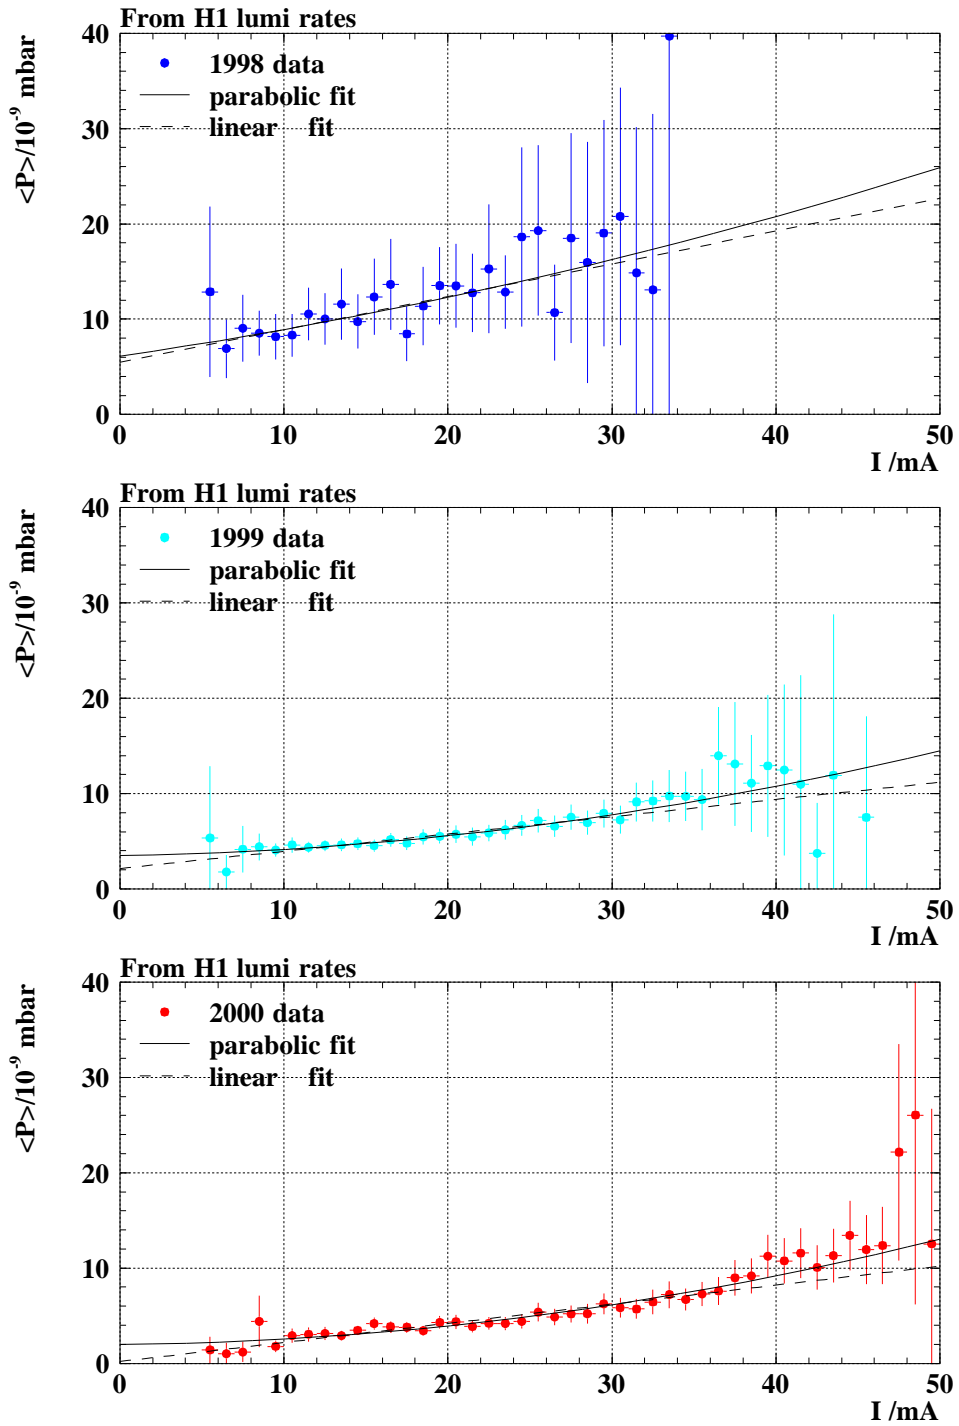 From H1 lumi rates
<P>/10⁻⁹ mbar
40
30
20
10
0
1998 data
parabolic fit
linear fit
0 10 20 30 40 50
I /mA
From H1 lumi rates
<P>/10⁻⁹ mbar
40
30
20
10
0
1999 data
parabolic fit
linear fit
0 10 20 30 40 50
I /mA
From H1 lumi rates
<P>/10⁻⁹ mbar
40
30
20
10
0
2000 data
parabolic fit
linear fit
0 10 20 30 40 50
I /mA